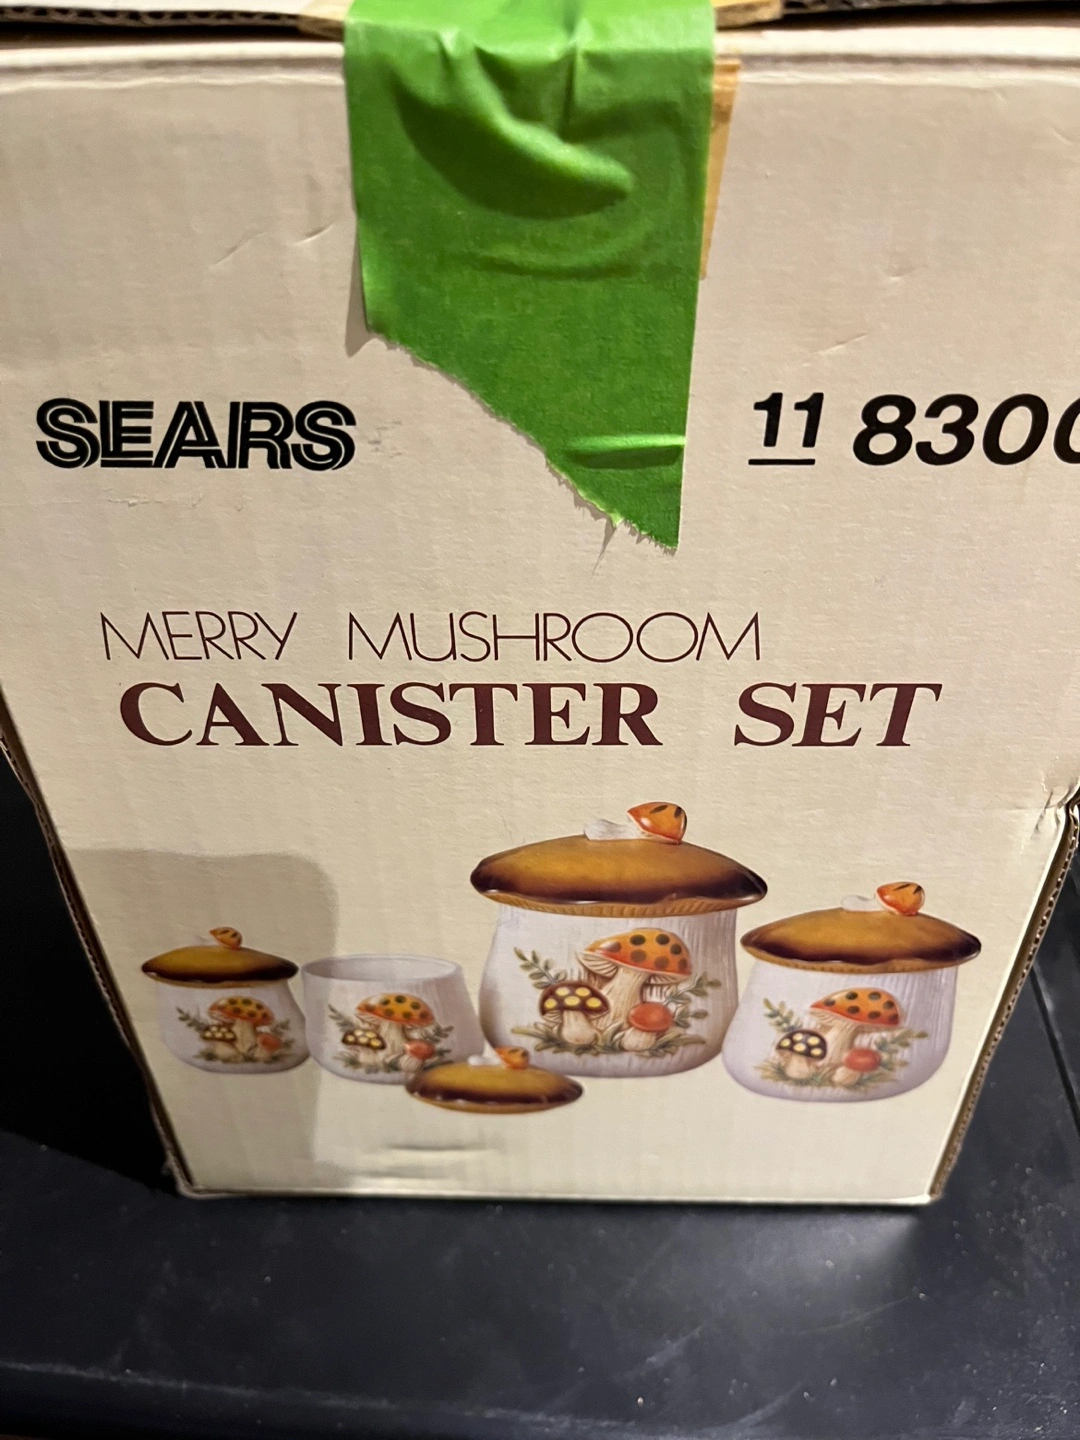 SEARS
11 8300
MERRY MUSHROOM
CANISTER SET